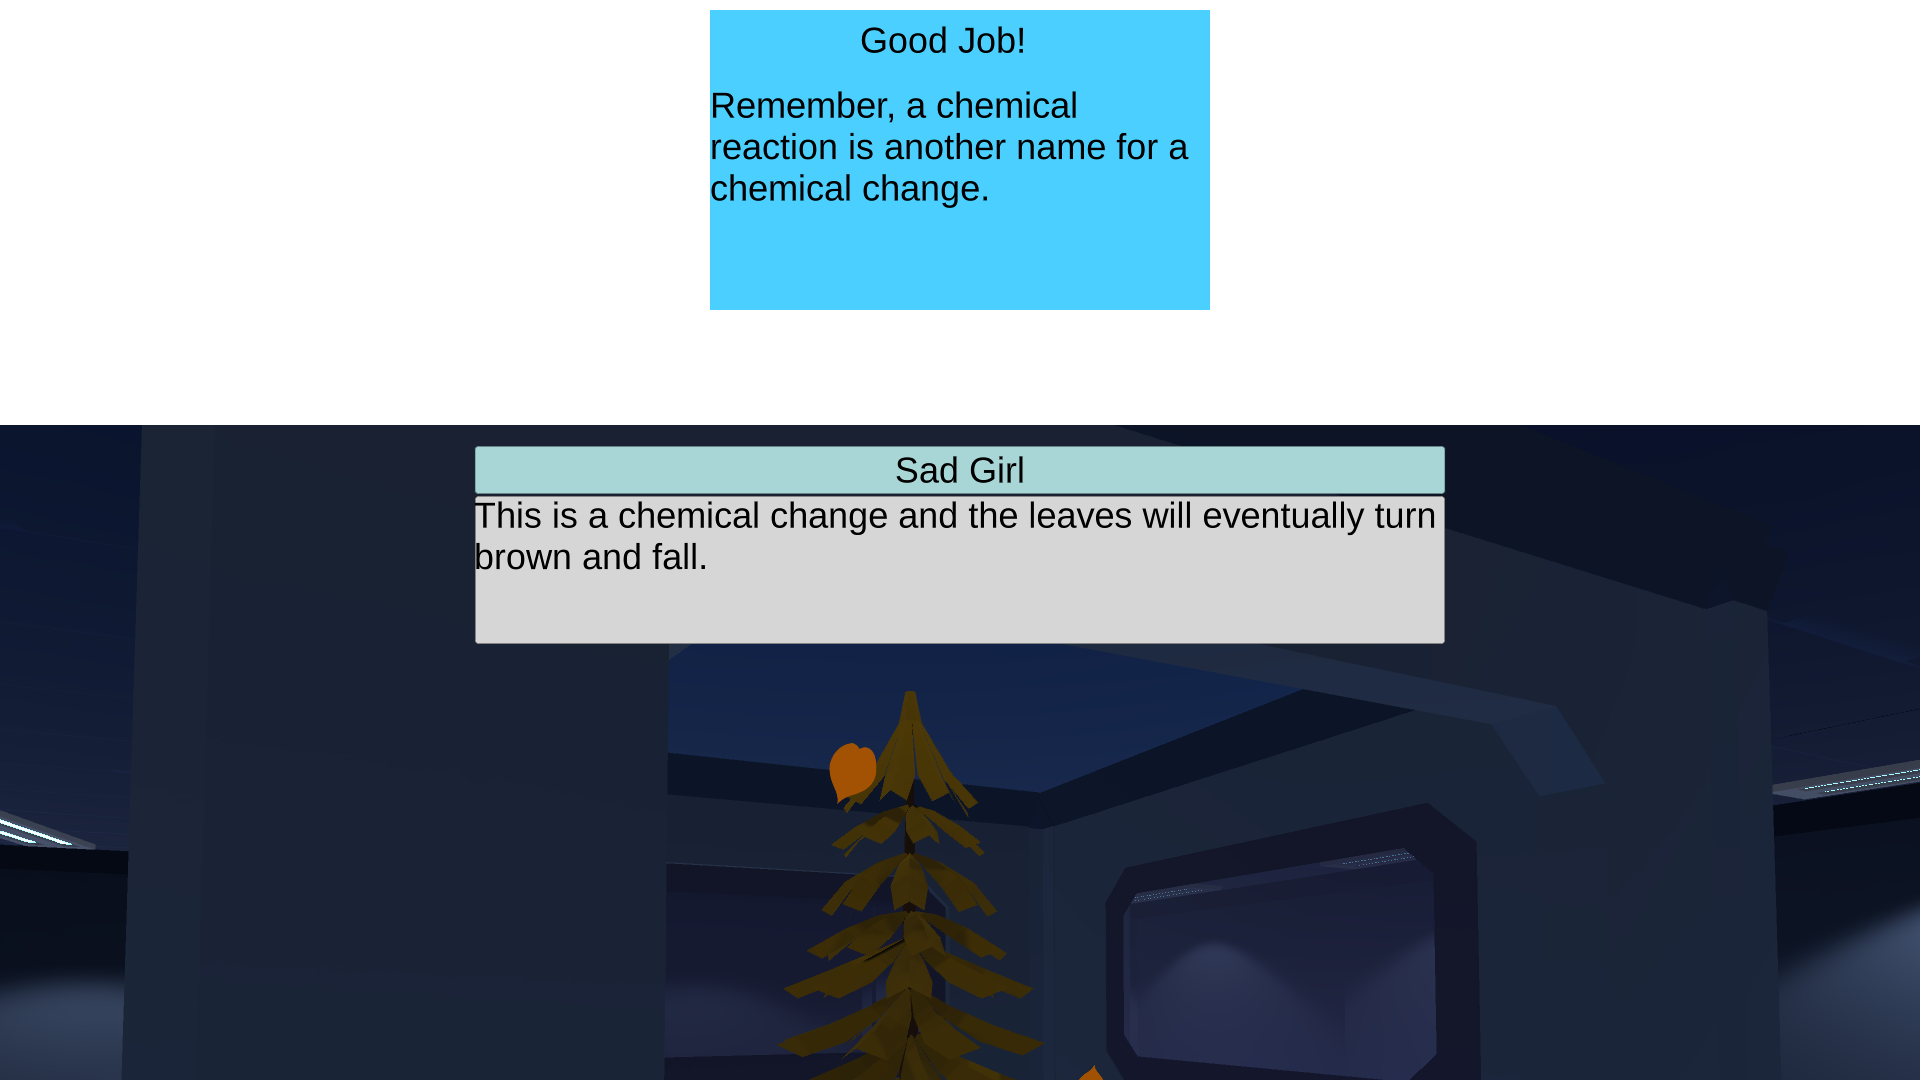 Good Job!
Remember, a chemical
reaction is another name for a
chemical change.
Sad Girl
This is a chemical change and the leaves will eventually turn
brown and fall.